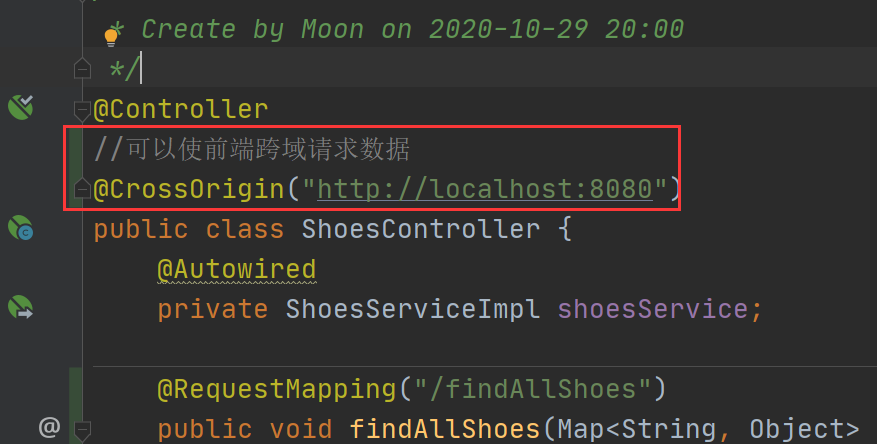 * Create by Moon on 2020-10-29 20:00
*/
@Controller
//可以使前端跨域请求数据
@CrossOrigin("http://localhost:8080")
public class ShoesController {
@Autowired
private ShoesServiceImpl shoesService;
@RequestMapping("/findAllShoes")
@ public void findAllShoes(Map<String, Object>